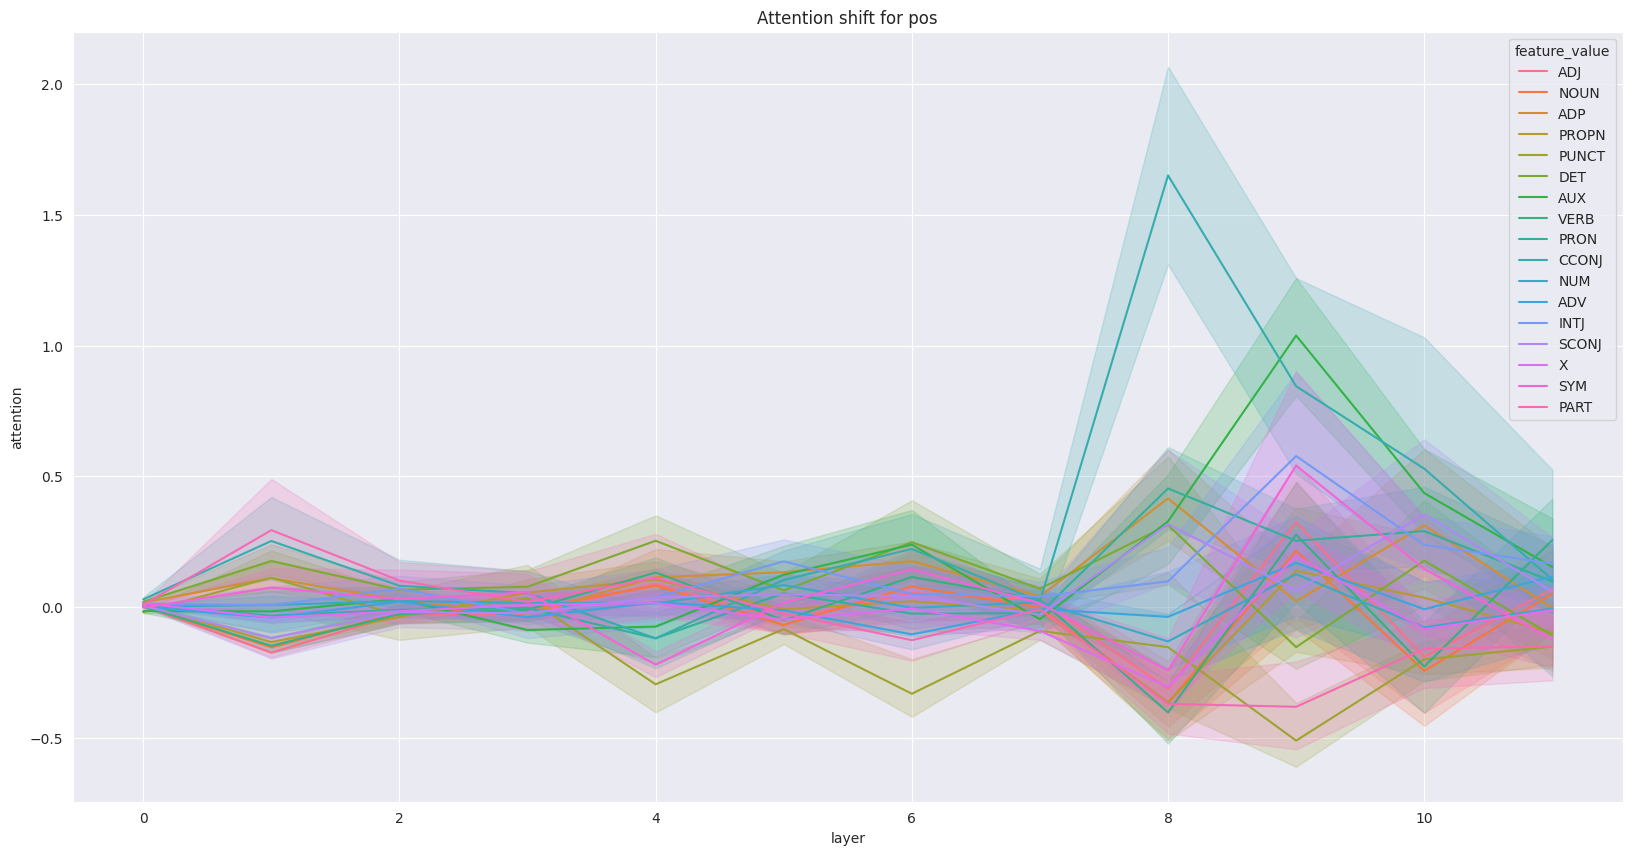 Attention shift for pos
feature_value
ADJ
NOUN
ADP
PROPN
PUNCT
DET
AUX
VERB
PRON
CCONJ
NUM
ADV
INTJ
SCONJ
X
SYM
PART
attention
2.0
1.5
1.0
0.5
0.0
−0.5
0 2 4 6 8 10
layer